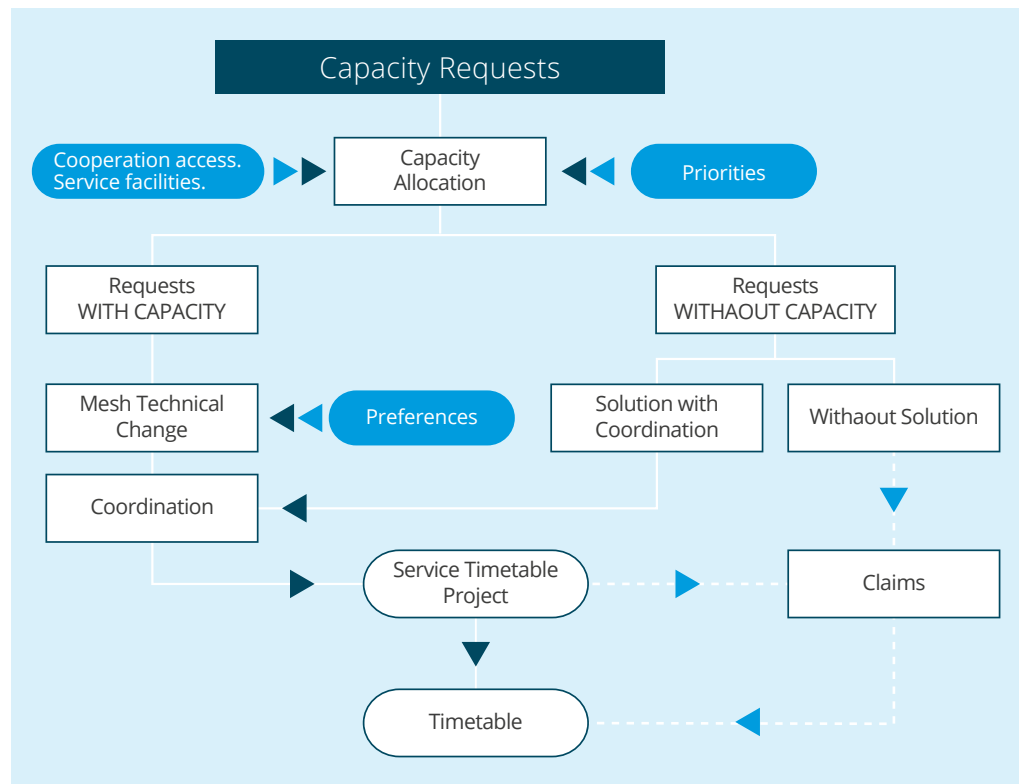 Capacity Requests
Cooperation access.
Service facilities.
Capacity
Allocation
Priorities
Requests
WITH CAPACITY
Requests
WITHAOUT CAPACITY
Mesh Technical
Change
Preferences
Solution with
Coordination
Withaout Solution
Coordination
Service Timetable
Project
Claims
Timetable